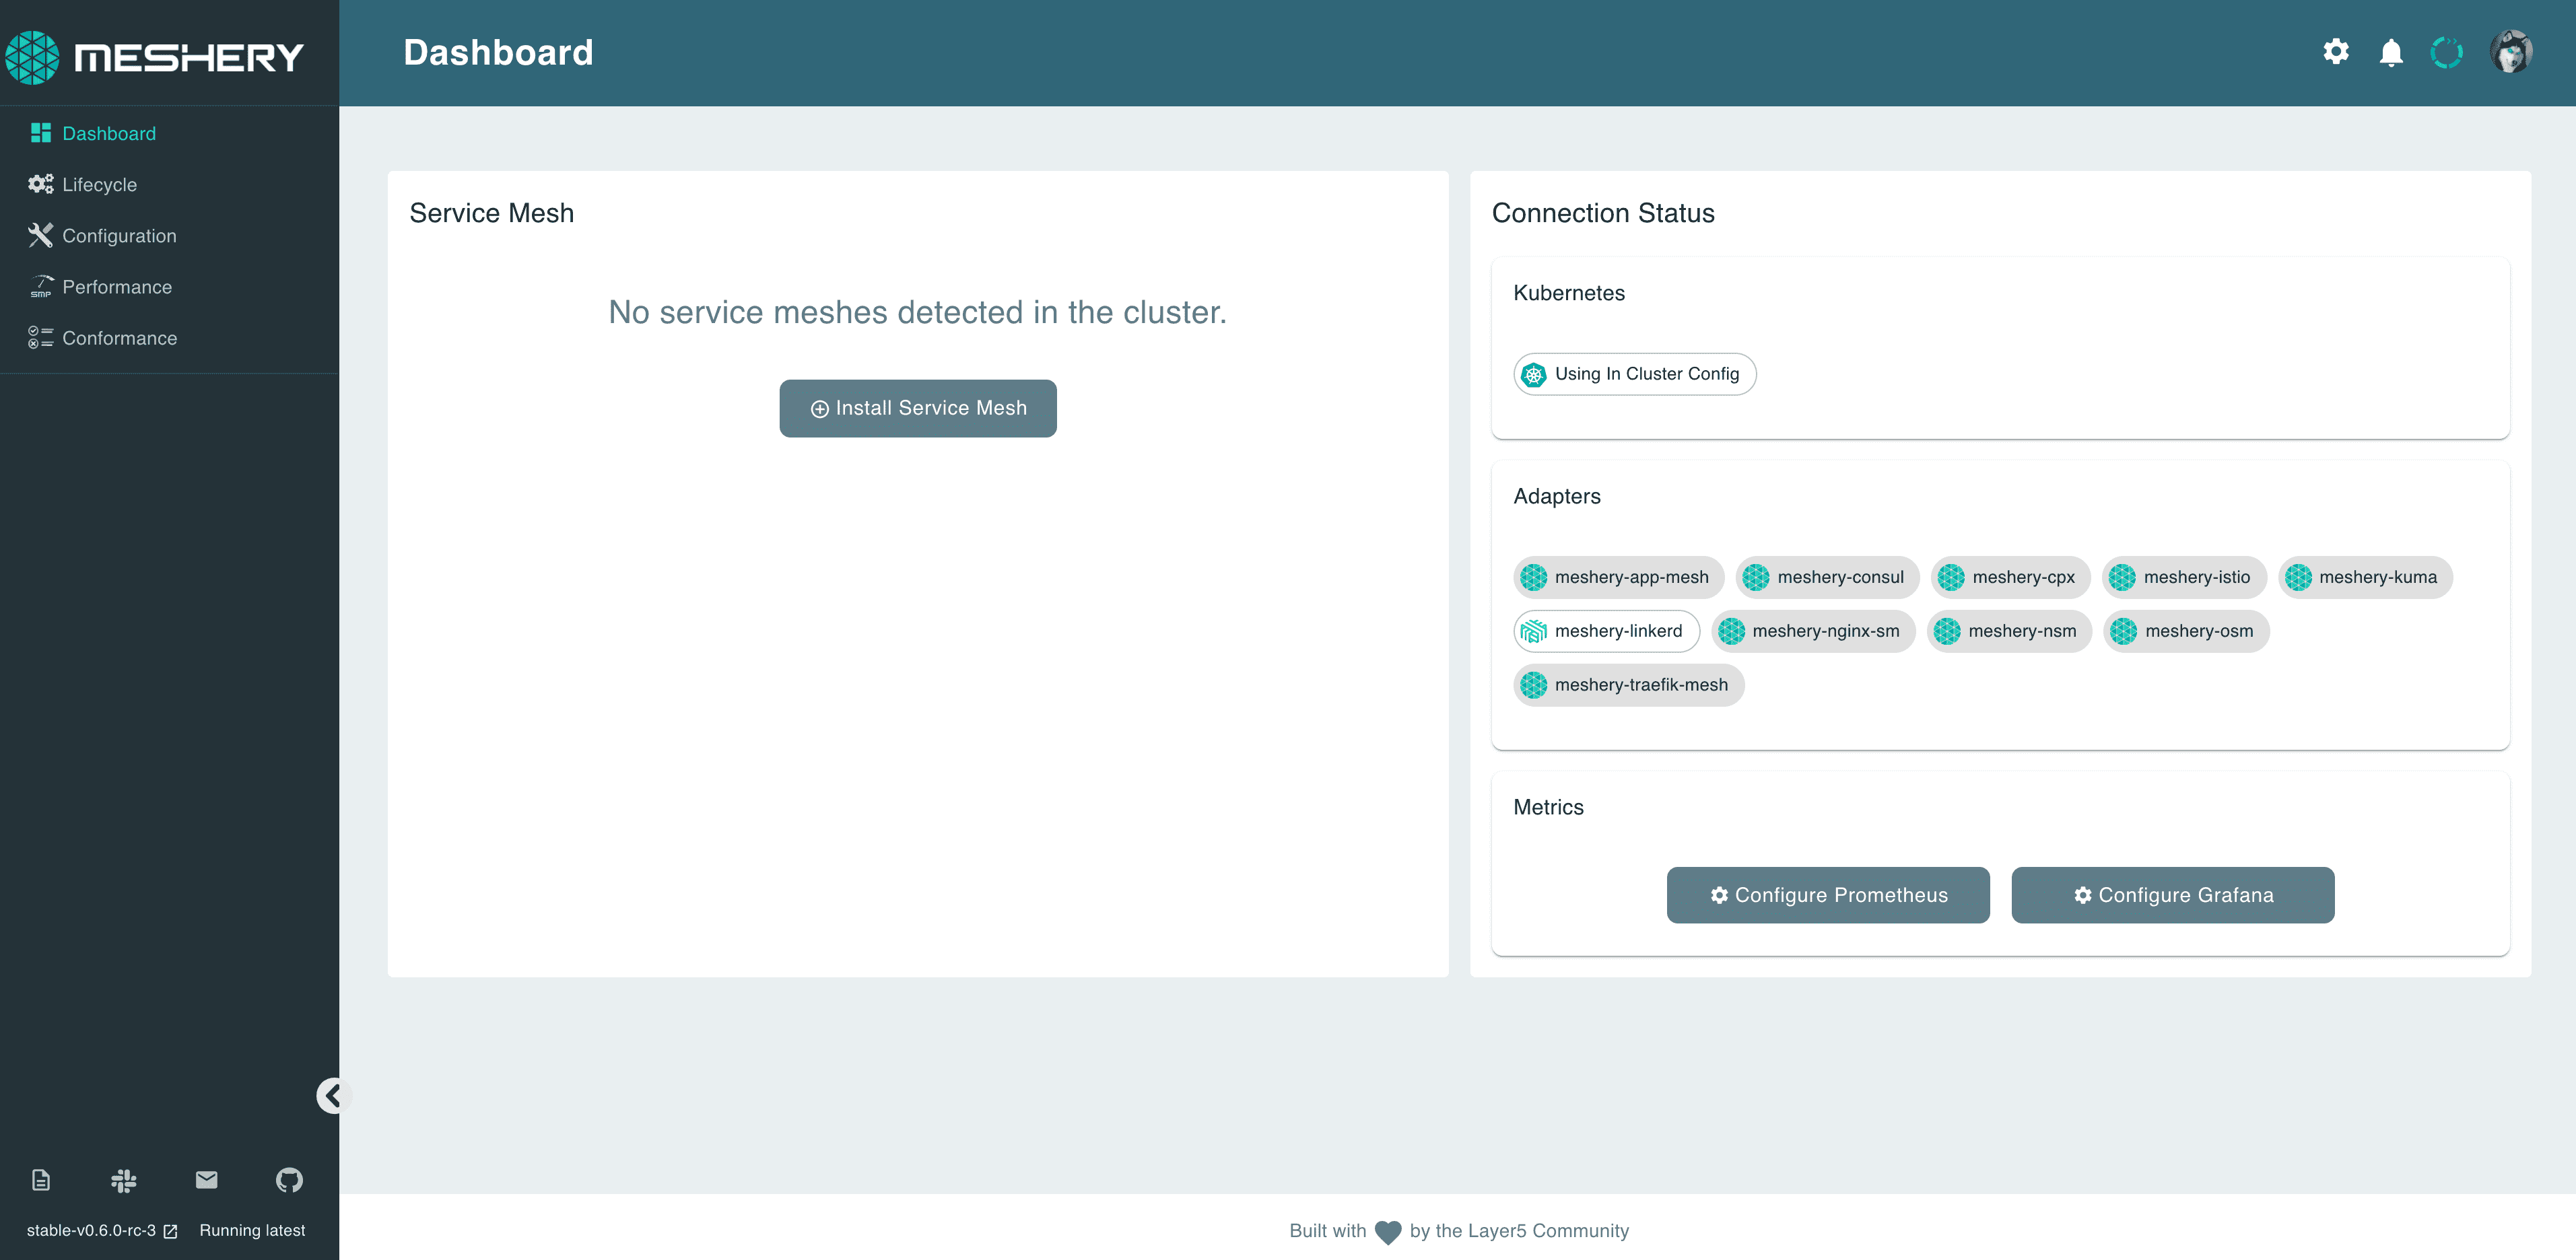 MESHERY
Dashboard
Lifecycle
Configuration
SMP Performance
Conformance
stable-v0.6.0-rc-3 Running latest
Dashboard
Service Mesh
No service meshes detected in the cluster.
Install Service Mesh
Connection Status
Kubernetes
Using In Cluster Config
Adapters
meshery-app-mesh meshery-consul meshery-cpx meshery-istio meshery-kuma
meshery-linkerd meshery-nginx-sm meshery-nsm meshery-osm
meshery-traefik-mesh
Metrics
Configure Prometheus Configure Grafana
Built with by the Layer5 Community